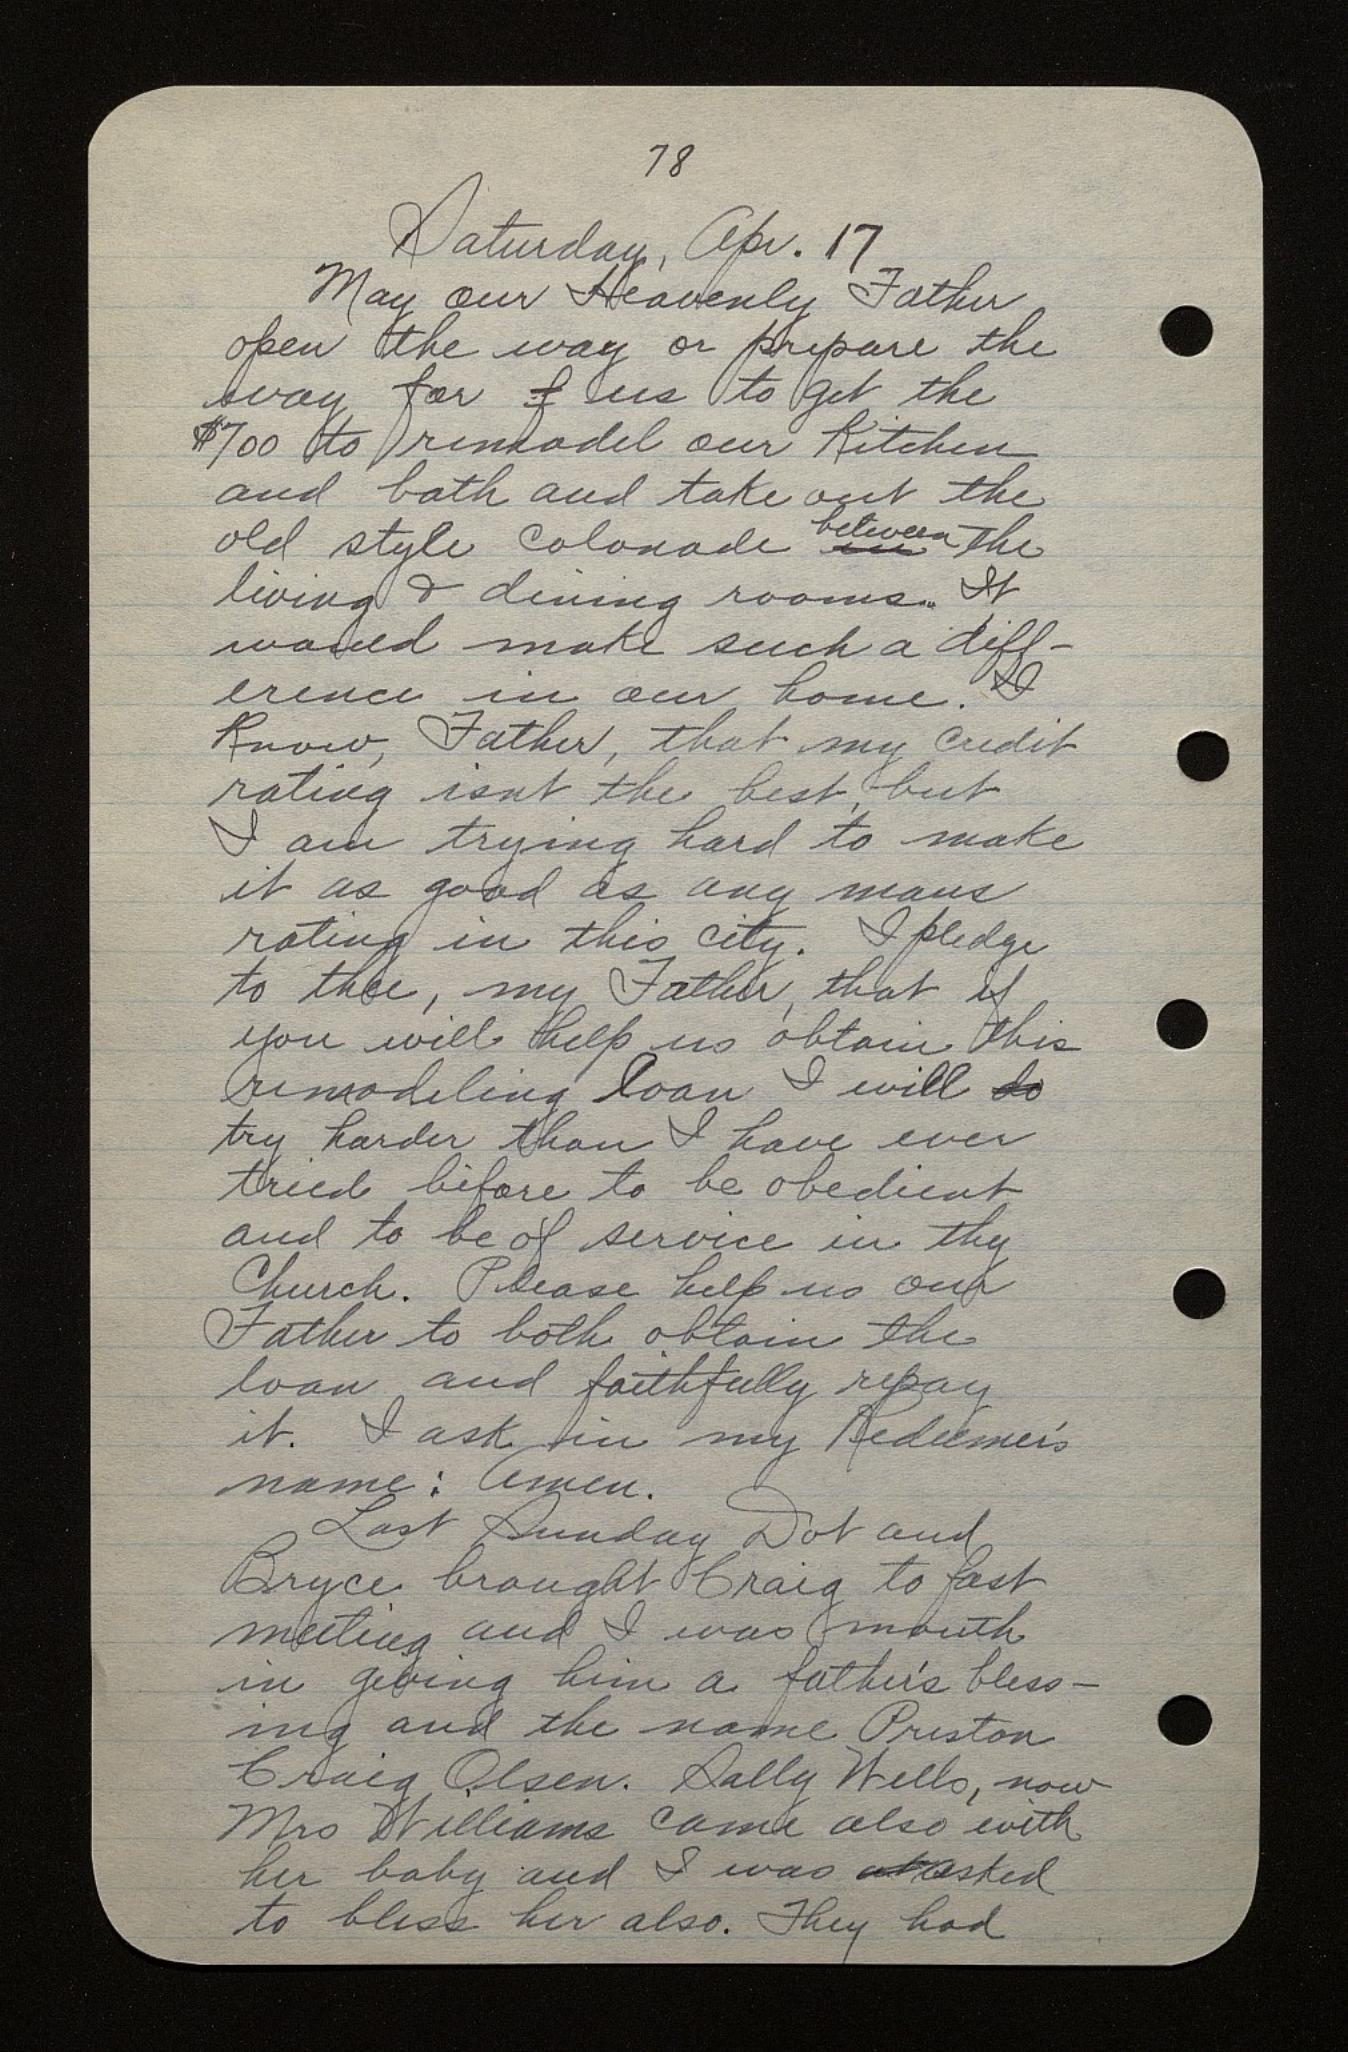 78
Saturday, Apr. 17
May our Heavenly Father
open the way or prepare the
way for f us to get the
$700 to remodel our Kitchen
and bath and take out the
old style colonade in between the
living & dining rooms. It
would make such a diff-
erence in our home. I
Know, Father, that my credit
rating isnt the best, but
I am trying hard to make
it as good as any mans
rating in this city. I pledge
to thee, my Father, that if
you will help us obtain this
remodeling loan I will do
try harder than I have ever
tried before to be obedient
and to be of service in thy
Church. Please help us our
Father to both obtain the
loan and faithfully repay
it. I ask in my Redeemer's
name: Amen.
Last Sunday Dot and
Bryce brought Craig to fast
meeting and I was mouth
in geving him a father's bless-
ing and the name Preston
Craig Olsen. Sally Wells, now
Mrs Williams came also with
her baby and I was asked
to bless her also. They had